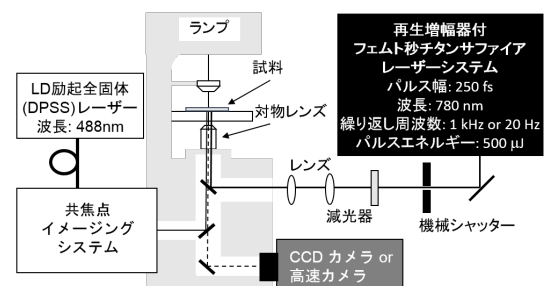 ランプ
試料
対物レンズ
LD励起全固体
(DPSS)レーザー
波長: 488nm
共焦点
イメージング
システム
再生増幅器付
フェムト秒チタンサファイア
レーザーシステム
パルス幅: 250 fs
波長: 780 nm
繰り返し周波数: 1 kHz or 20 Hz
パルスエネルギー: 500 μJ
レンズ
減光器
機械シャッター
CCD カメラ or
高速カメラ